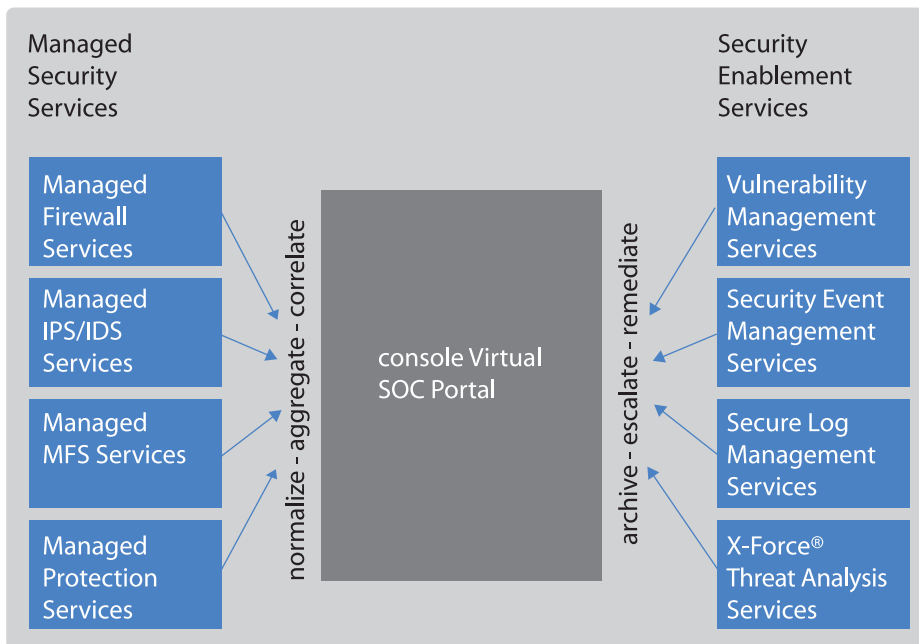 Managed
Security
Services
Managed
Firewall
Services
Managed
IPS/IDS
Services
Managed
MFS Services
Managed
Protection
Services
normalize - aggregate - correlate
console Virtual
SOC Portal
archive - escalate - remediate
Security
Enablement
Services
Vulnerability
Management
Services
Security Event
Management
Services
Secure Log
Management
Services
X-Force®
Threat Analysis
Services